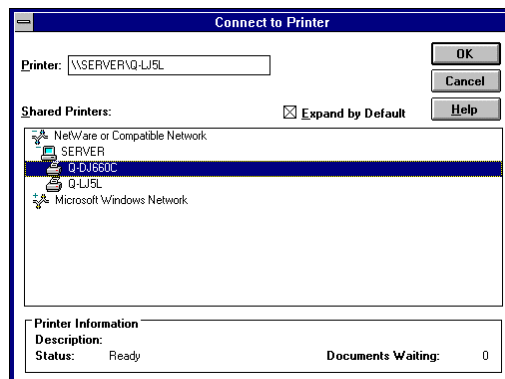 Connect to Printer
Printer: \\SERVER\Q-LJ5L
OK
Cancel
Shared Printers:
Expand by Default
Help
NetWare or Compatible Network
SERVER
Q-DJ660C
Q-LJ5L
Microsoft Windows Network
Printer Information
Description:
Status: Ready Documents Waiting: 0